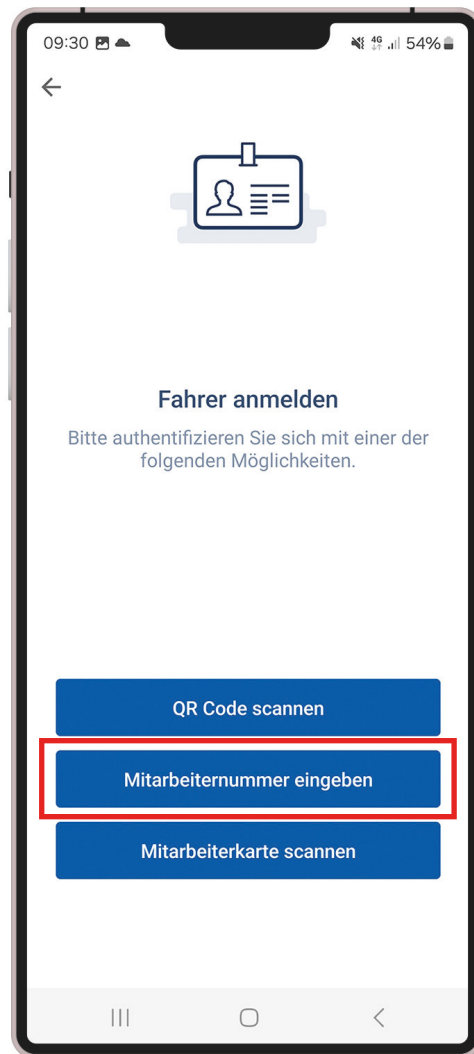 09:30 4G 54%
Fahrer anmelden
Bitte authentifizieren Sie sich mit einer der
folgenden Möglichkeiten.
QR Code scannen
Mitarbeiternummer eingeben
Mitarbeiterkarte scannen